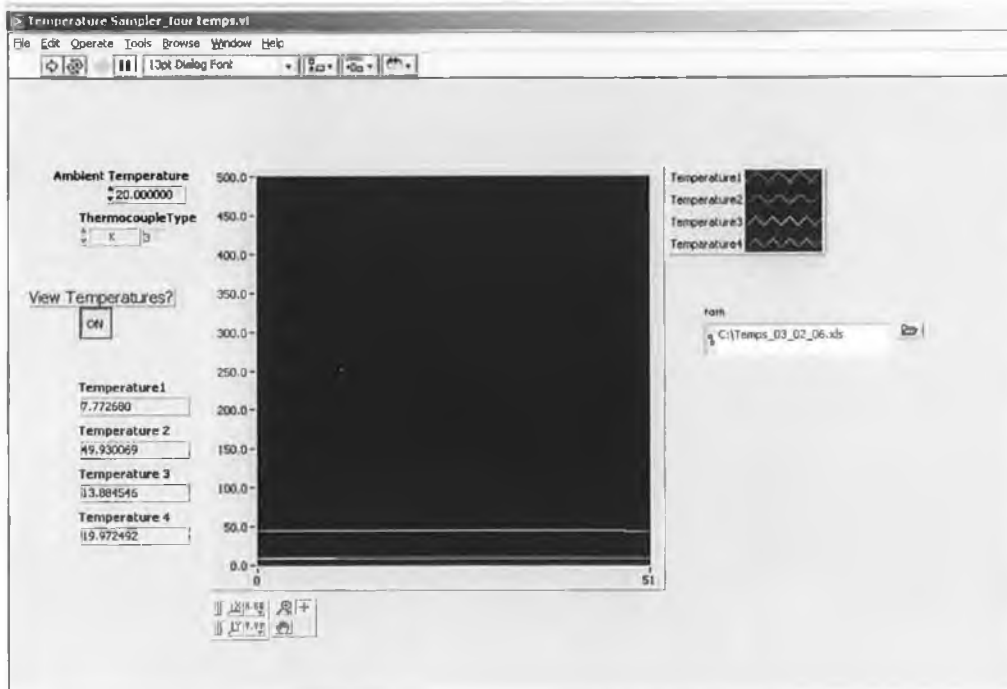 Temperature Sampler_four temps.vi
File Edit Operate Tools Browse Window Help
13pt Dialog Font
Ambient Temperature
20.000000
ThermocoupleType
K
View Temperatures?
ON
Temperature1
7.772680
Temperature 2
49.930069
Temperature 3
13.884546
Temperature 4
19.972492
500.0
450.0
400.0
350.0
300.0
250.0
200.0
150.0
100.0
50.0
0.0
0
51
Temperature1
Temperature2
Temperature3
Temperature4
C:\Temps_03_02_06.xls